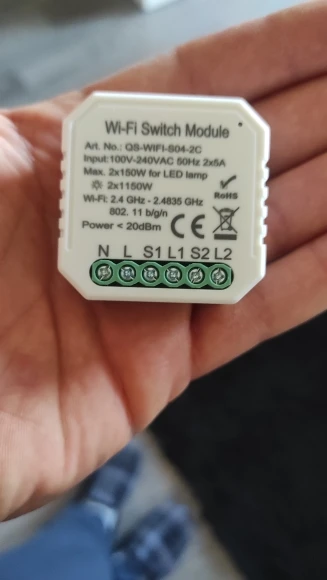 Wi-Fi Switch Module
Art. No.: QS-WIFI-S04-2C
Input:100V-240VAC 50Hz 2x5A
Max. 2x150W for LED lamp
2x1150W
RoHS
Wi-Fi: 2.4 GHz - 2.4835 GHz
802. 11 b/g/n
Power < 20dBm
CE
N L S1 L1 S2 L2